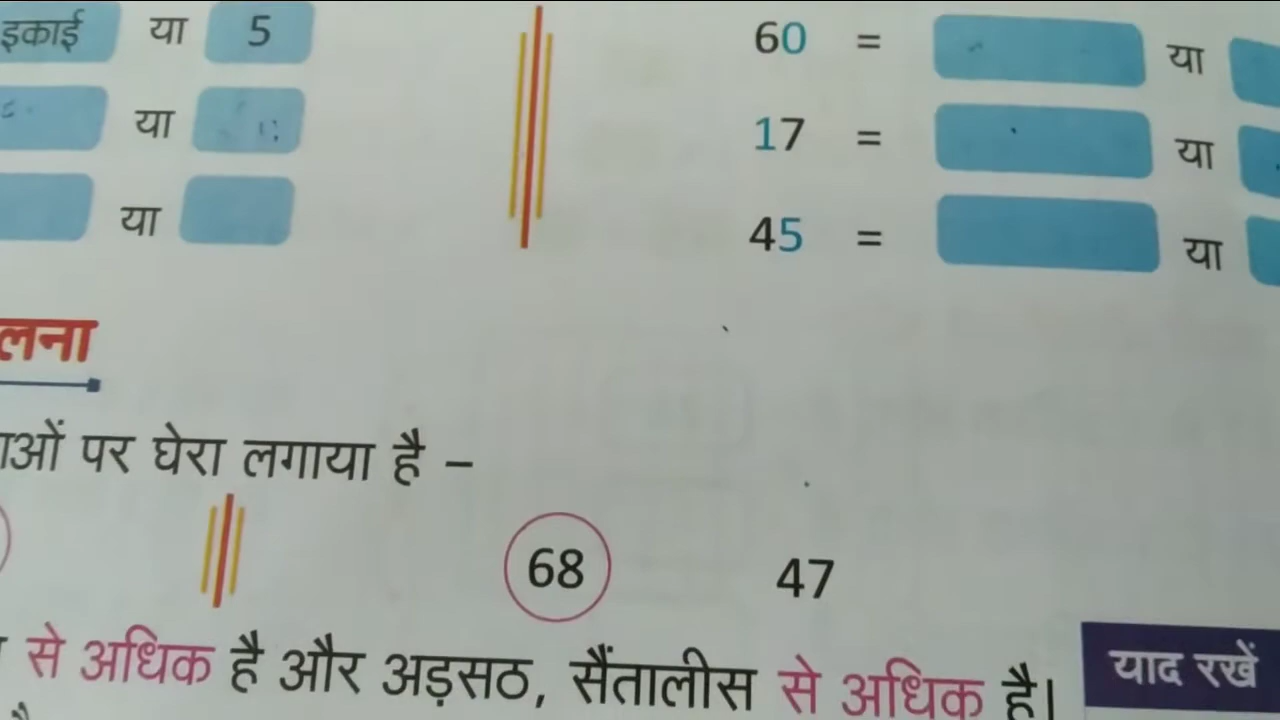 इकाई या 5
60 = या
या
17 = या
या
45 = या
लना
ाओं पर घेरा लगाया है –
68 47
से अधिक है और अड़सठ, सैंतालीस से अधिक है।
याद रखें